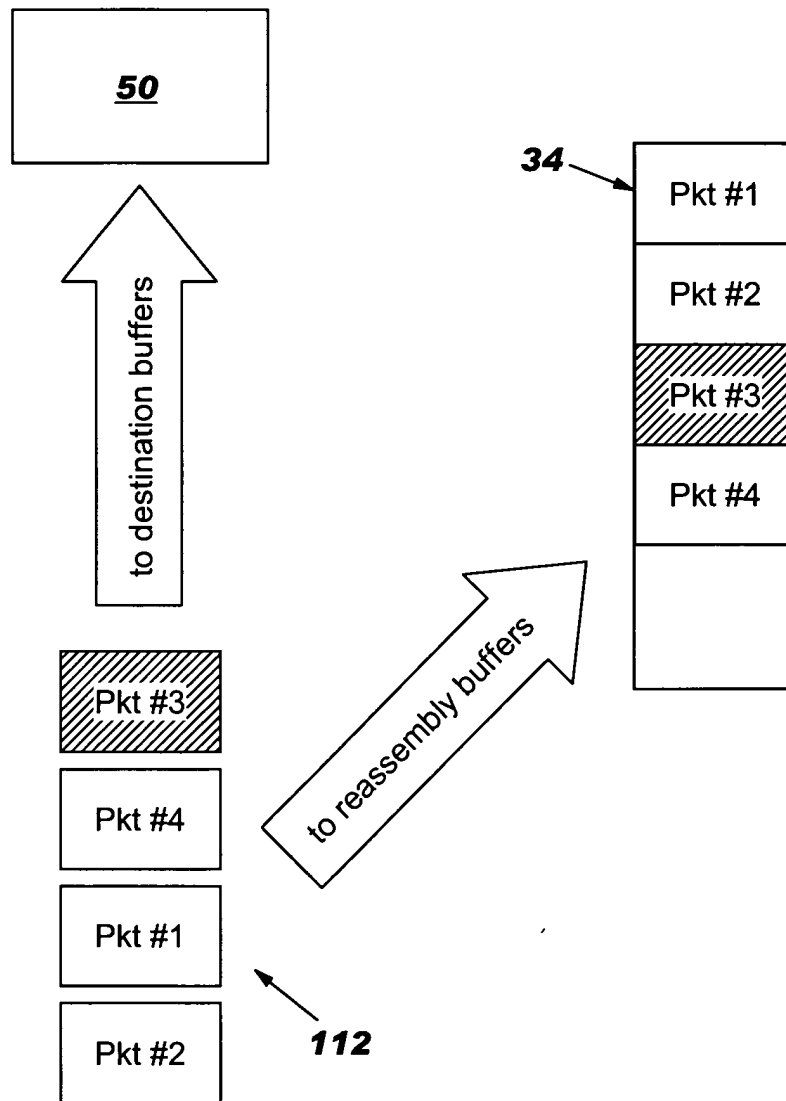 50
34
Pkt #1
Pkt #2
Pkt #3
Pkt #4
to destination buffers
to reassembly buffers
Pkt #3
Pkt #4
Pkt #1
Pkt #2
112